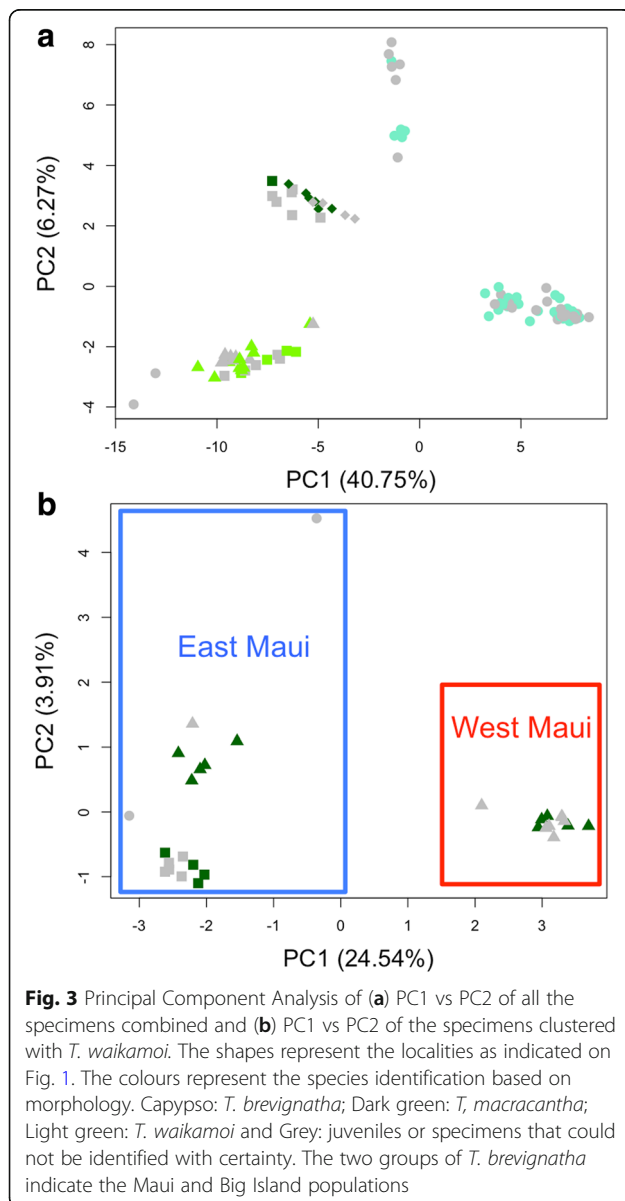 a
8
6
4
2
0
-2
-4
PC2 (6.27%)
-15 -10 -5 0 5
PC1 (40.75%)
b
4
3
2
1
0
-1
PC2 (3.91%)
East Maui
West Maui
-3 -2 -1 0 1 2 3
PC1 (24.54%)
Fig. 3 Principal Component Analysis of (a) PC1 vs PC2 of all the
specimens combined and (b) PC1 vs PC2 of the specimens clustered
with T. waikamoi. The shapes represent the localities as indicated on
Fig. 1. The colours represent the species identification based on
morphology. Capypso: T. brevignatha; Dark green: T, macracantha;
Light green: T. waikamoi and Grey: juveniles or specimens that could
not be identified with certainty. The two groups of T. brevignatha
indicate the Maui and Big Island populations